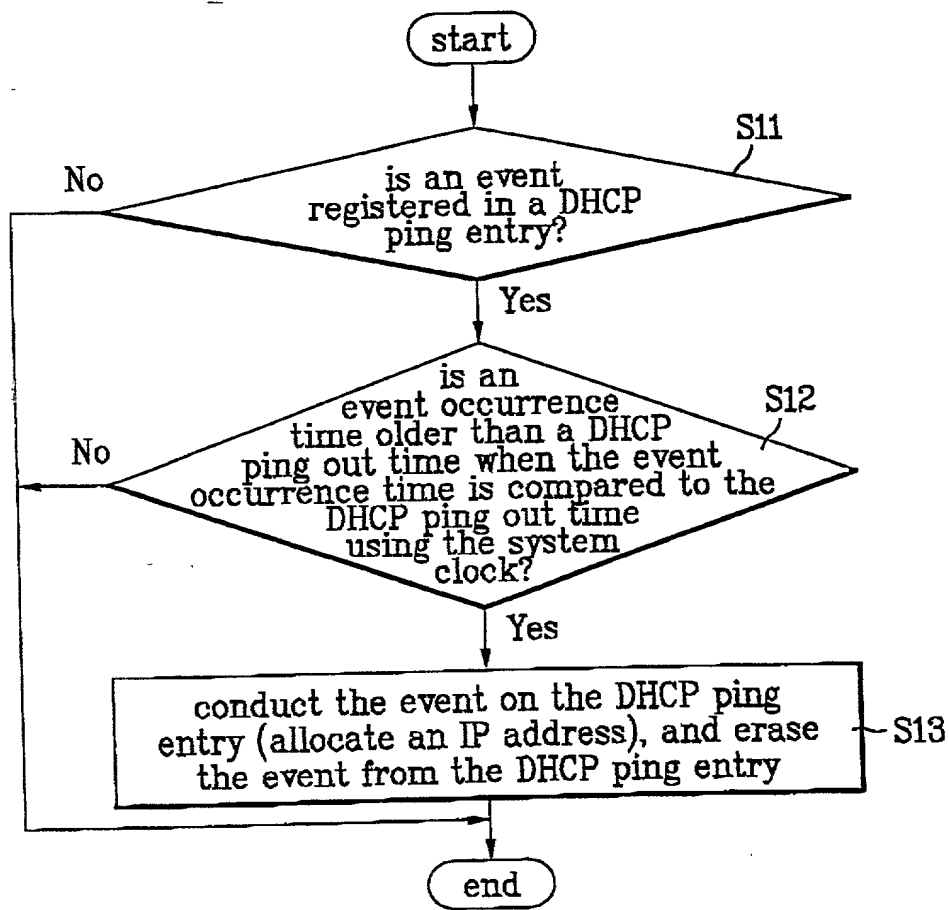 start
S11
No
is an event
registered in a DHCP
ping entry?
Yes
is an
event occurrence
time older than a DHCP
ping out time when the event
occurrence time is compared to the
DHCP ping out time
using the system
clock?
S12
No
Yes
conduct the event on the DHCP ping
entry (allocate an IP address), and erase
the event from the DHCP ping entry
S13
end